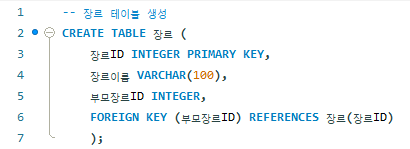 1 -- 장르 테이블 생성
2 CREATE TABLE 장르 (
3 장르ID INTEGER PRIMARY KEY,
4 장르이름 VARCHAR(100),
5 부모장르ID INTEGER,
6 FOREIGN KEY (부모장르ID) REFERENCES 장르(장르ID)
7 );